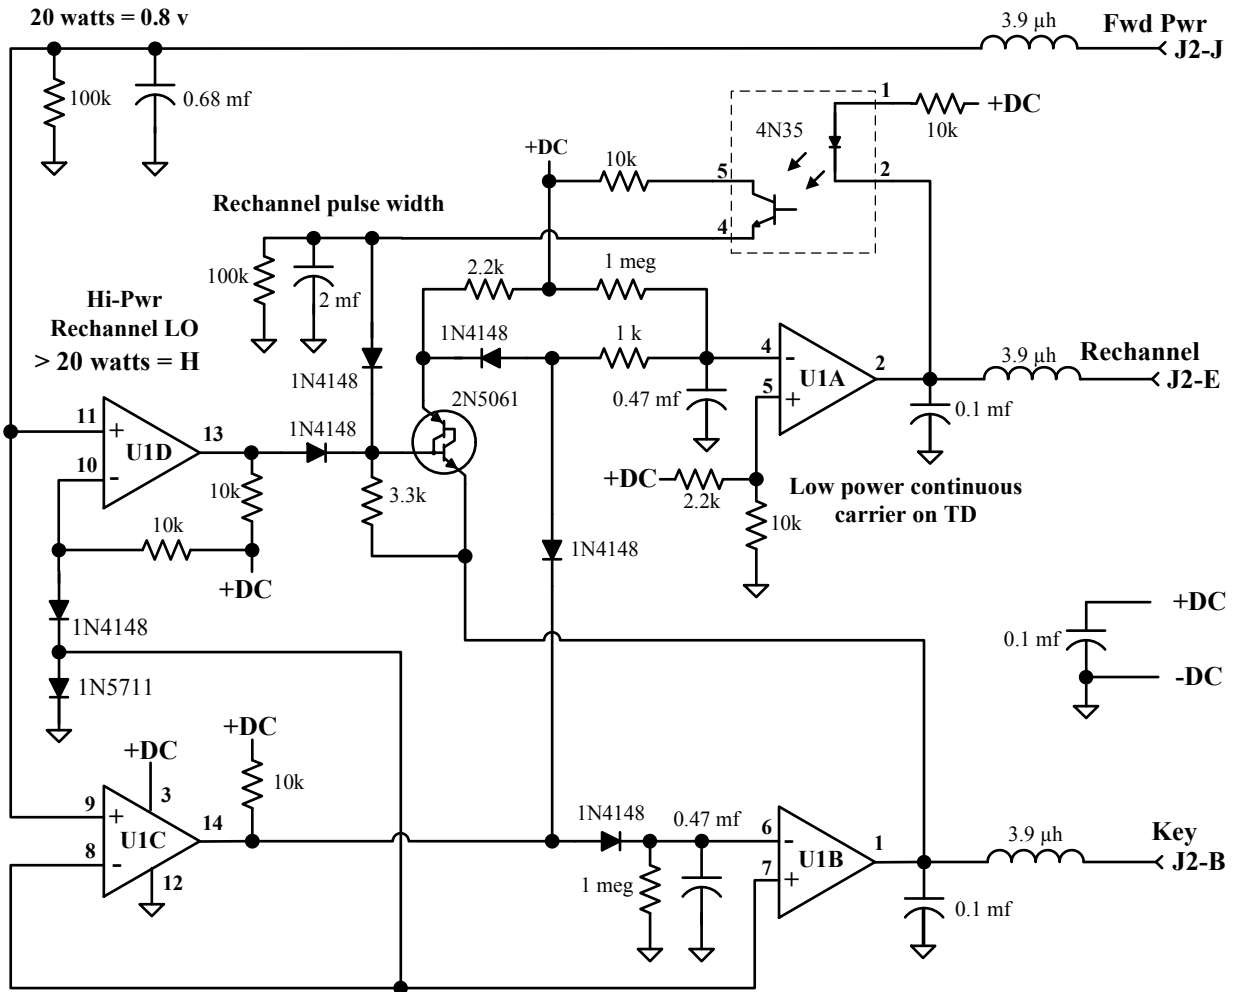 20 watts = 0.8 v
3.9 µh
Fwd Pwr
J2-J
100k
0.68 mf
1
+DC
10k
4N35
2
+DC
10k
5
4
Rechannel pulse width
100k
2 mf
2.2k
1 meg
Hi-Pwr
Rechannel LO
> 20 watts = H
1N4148
1N4148
1 k
4
-
U1A
2
5
+
3.9 µh
Rechannel
J2-E
0.47 mf
0.1 mf
2N5061
11
+
U1D
13
10
-
1N4148
10k
3.3k
+DC
2.2k
10k
Low power continuous
carrier on TD
10k
+DC
1N4148
1N4148
1N5711
+DC
0.1 mf
-DC
+DC
10k
+DC
3
9
+
U1C
14
8
-
12
1N4148
0.47 mf
1 meg
6
-
U1B
1
7
+
3.9 µh
Key
J2-B
0.1 mf